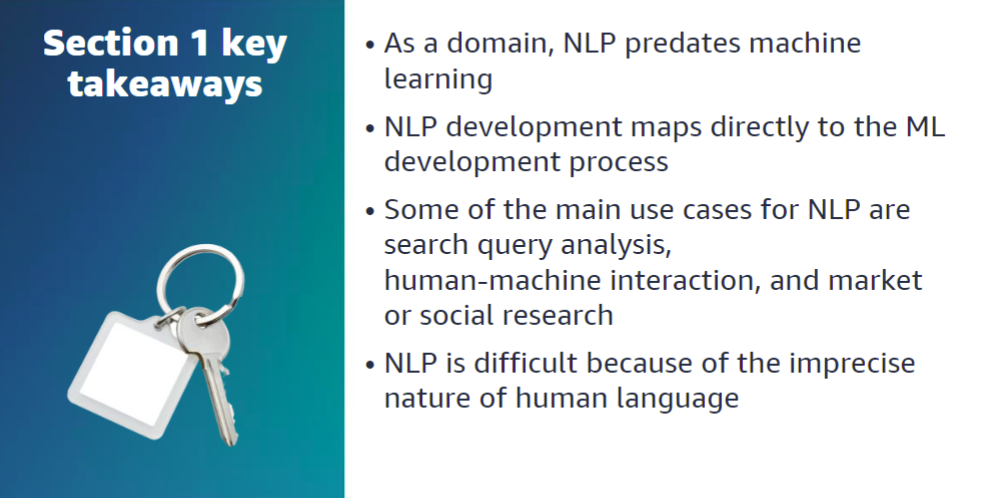 Section 1 key
takeaways
• As a domain, NLP predates machine
learning
• NLP development maps directly to the ML
development process
• Some of the main use cases for NLP are
search query analysis,
human-machine interaction, and market
or social research
• NLP is difficult because of the imprecise
nature of human language